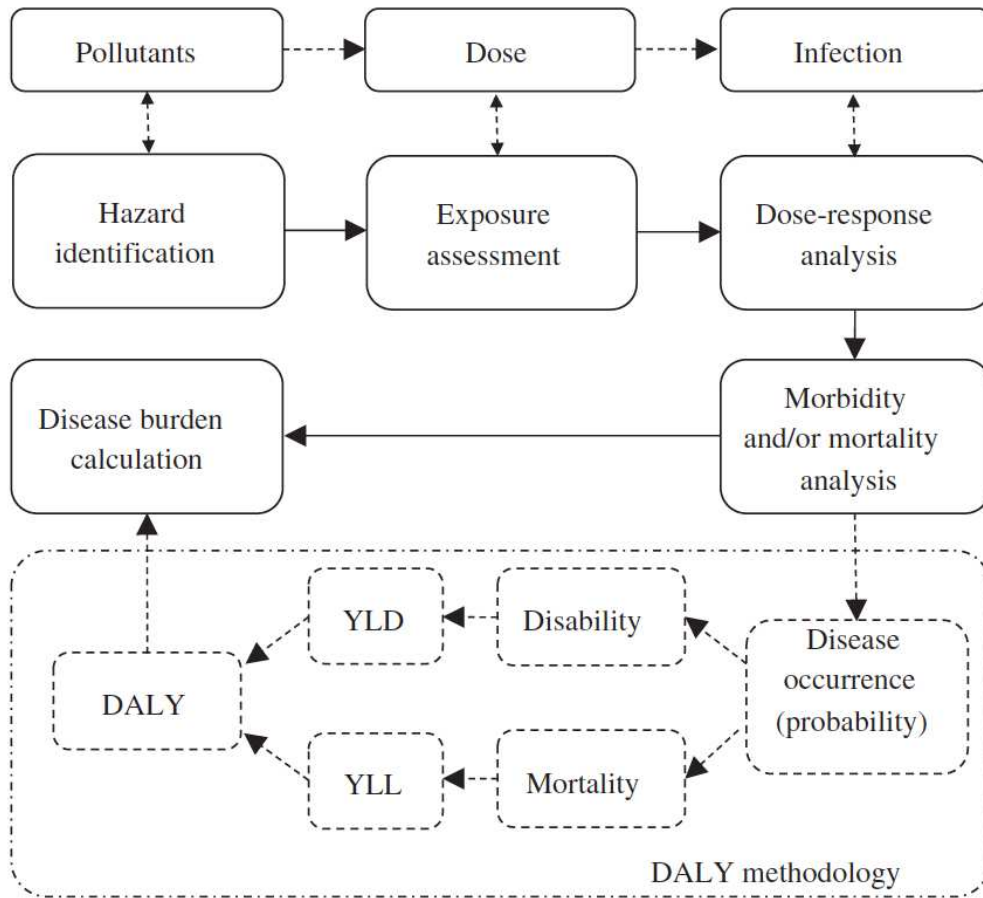 Pollutants
Dose
Infection
Hazard
identification
Exposure
assessment
Dose-response
analysis
Disease burden
calculation
Morbidity
and/or mortality
analysis
YLD
Disability
Disease
occurrence
(probability)
DALY
YLL
Mortality
DALY methodology